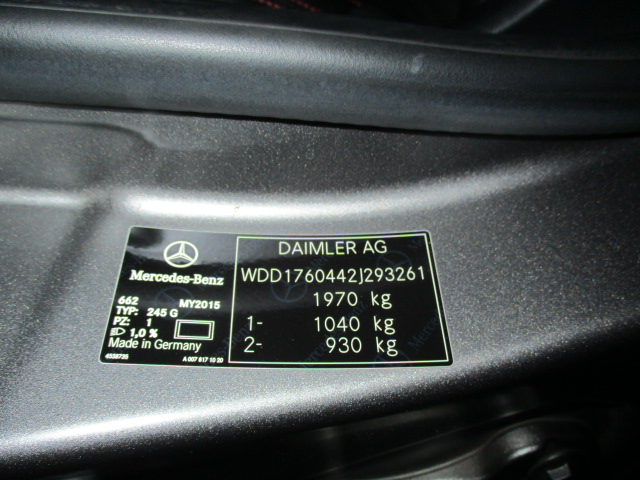 Mercedes-Benz
662 MY2015
TYP: 245 G
PZ: 1
1,0 %
Made in Germany
4538735 A 007 817 10 20
DAIMLER AG
WDD1760442J293261
1970 kg
1- 1040 kg
2- 930 kg